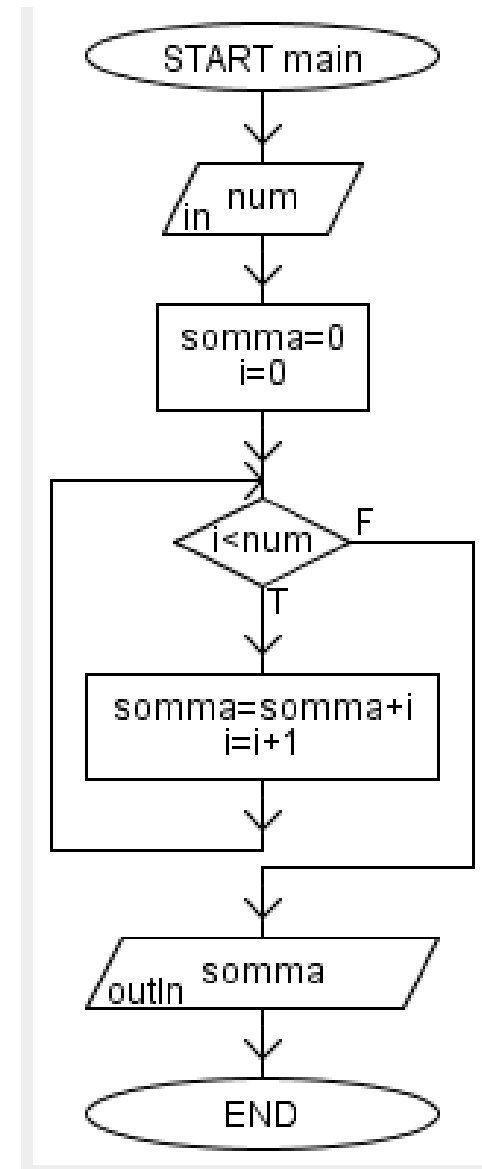 START main
num
in
somma=0
i=0
i<num
F
T
somma=somma+i
i=i+1
somma
outln
END